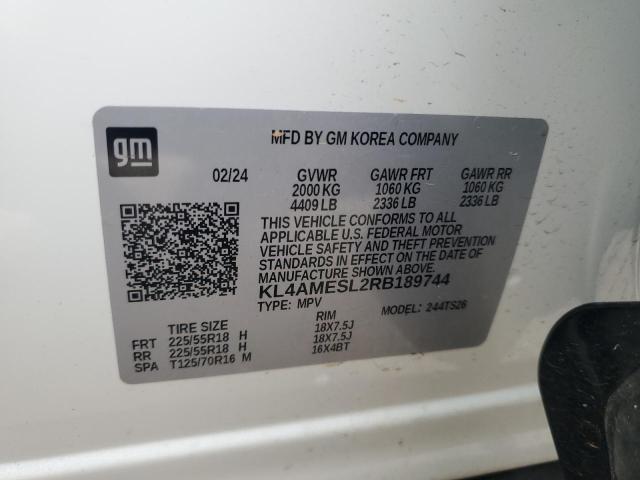 gm
MFD BY GM KOREA COMPANY
02/24 GVWR GAWR FRT GAWR RR
2000 KG 1060 KG 1060 KG
4409 LB 2336 LB 2336 LB
THIS VEHICLE CONFORMS TO ALL
APPLICABLE U.S. FEDERAL MOTOR
VEHICLE SAFETY AND THEFT PREVENTION
STANDARDS IN EFFECT ON THE DATE OF
MANUFACTURE SHOWN ABOVE.
KL4AMESL2RB189744
TYPE: MPV MODEL: 244TS26
TIRE SIZE RIM
FRT 225/55R18 H 18X7.5J
RR 225/55R18 H 18X7.5J
SPA T125/70R16 M 16X4BT